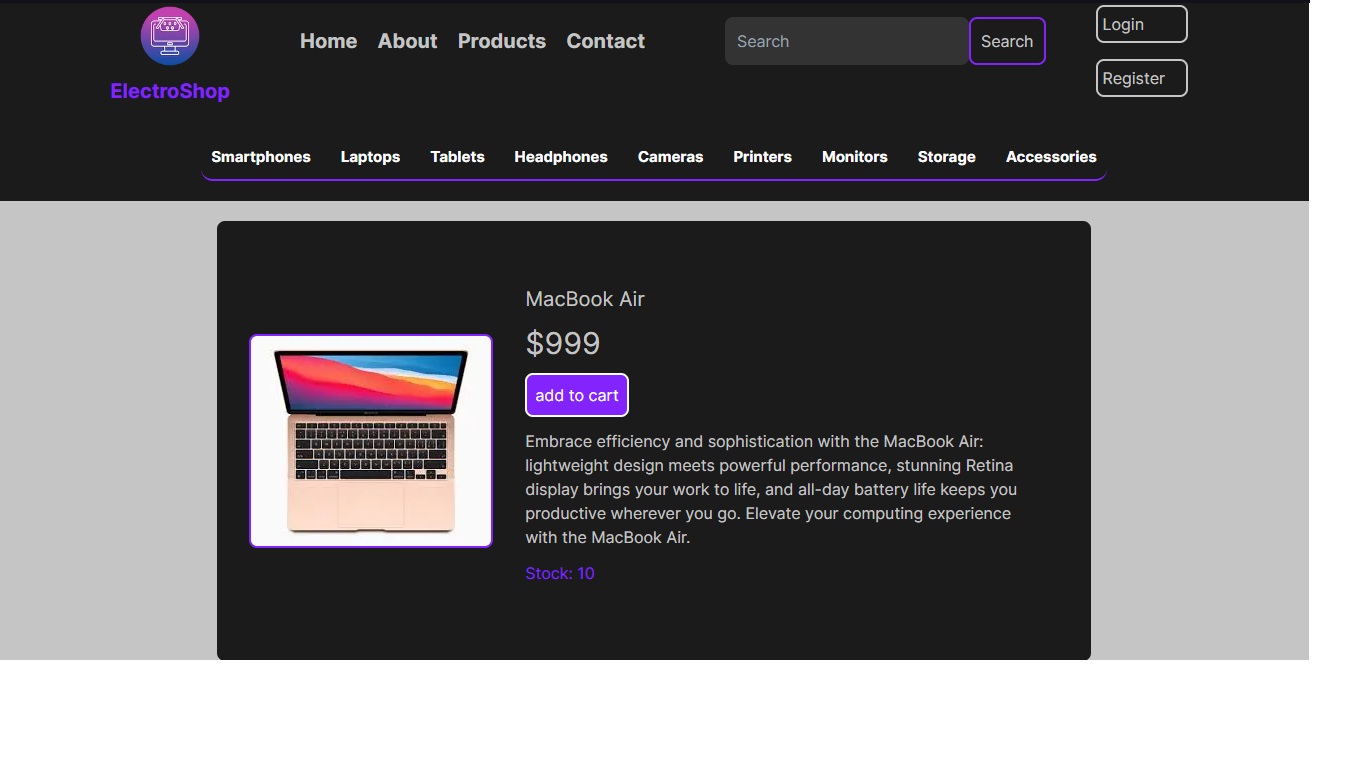 Home About Products Contact
Search Search
Login
Register
ElectroShop
Smartphones Laptops Tablets Headphones Cameras Printers Monitors Storage Accessories
MacBook Air
$999
add to cart
Embrace efficiency and sophistication with the MacBook Air:
lightweight design meets powerful performance, stunning Retina
display brings your work to life, and all-day battery life keeps you
productive wherever you go. Elevate your computing experience
with the MacBook Air.
Stock: 10